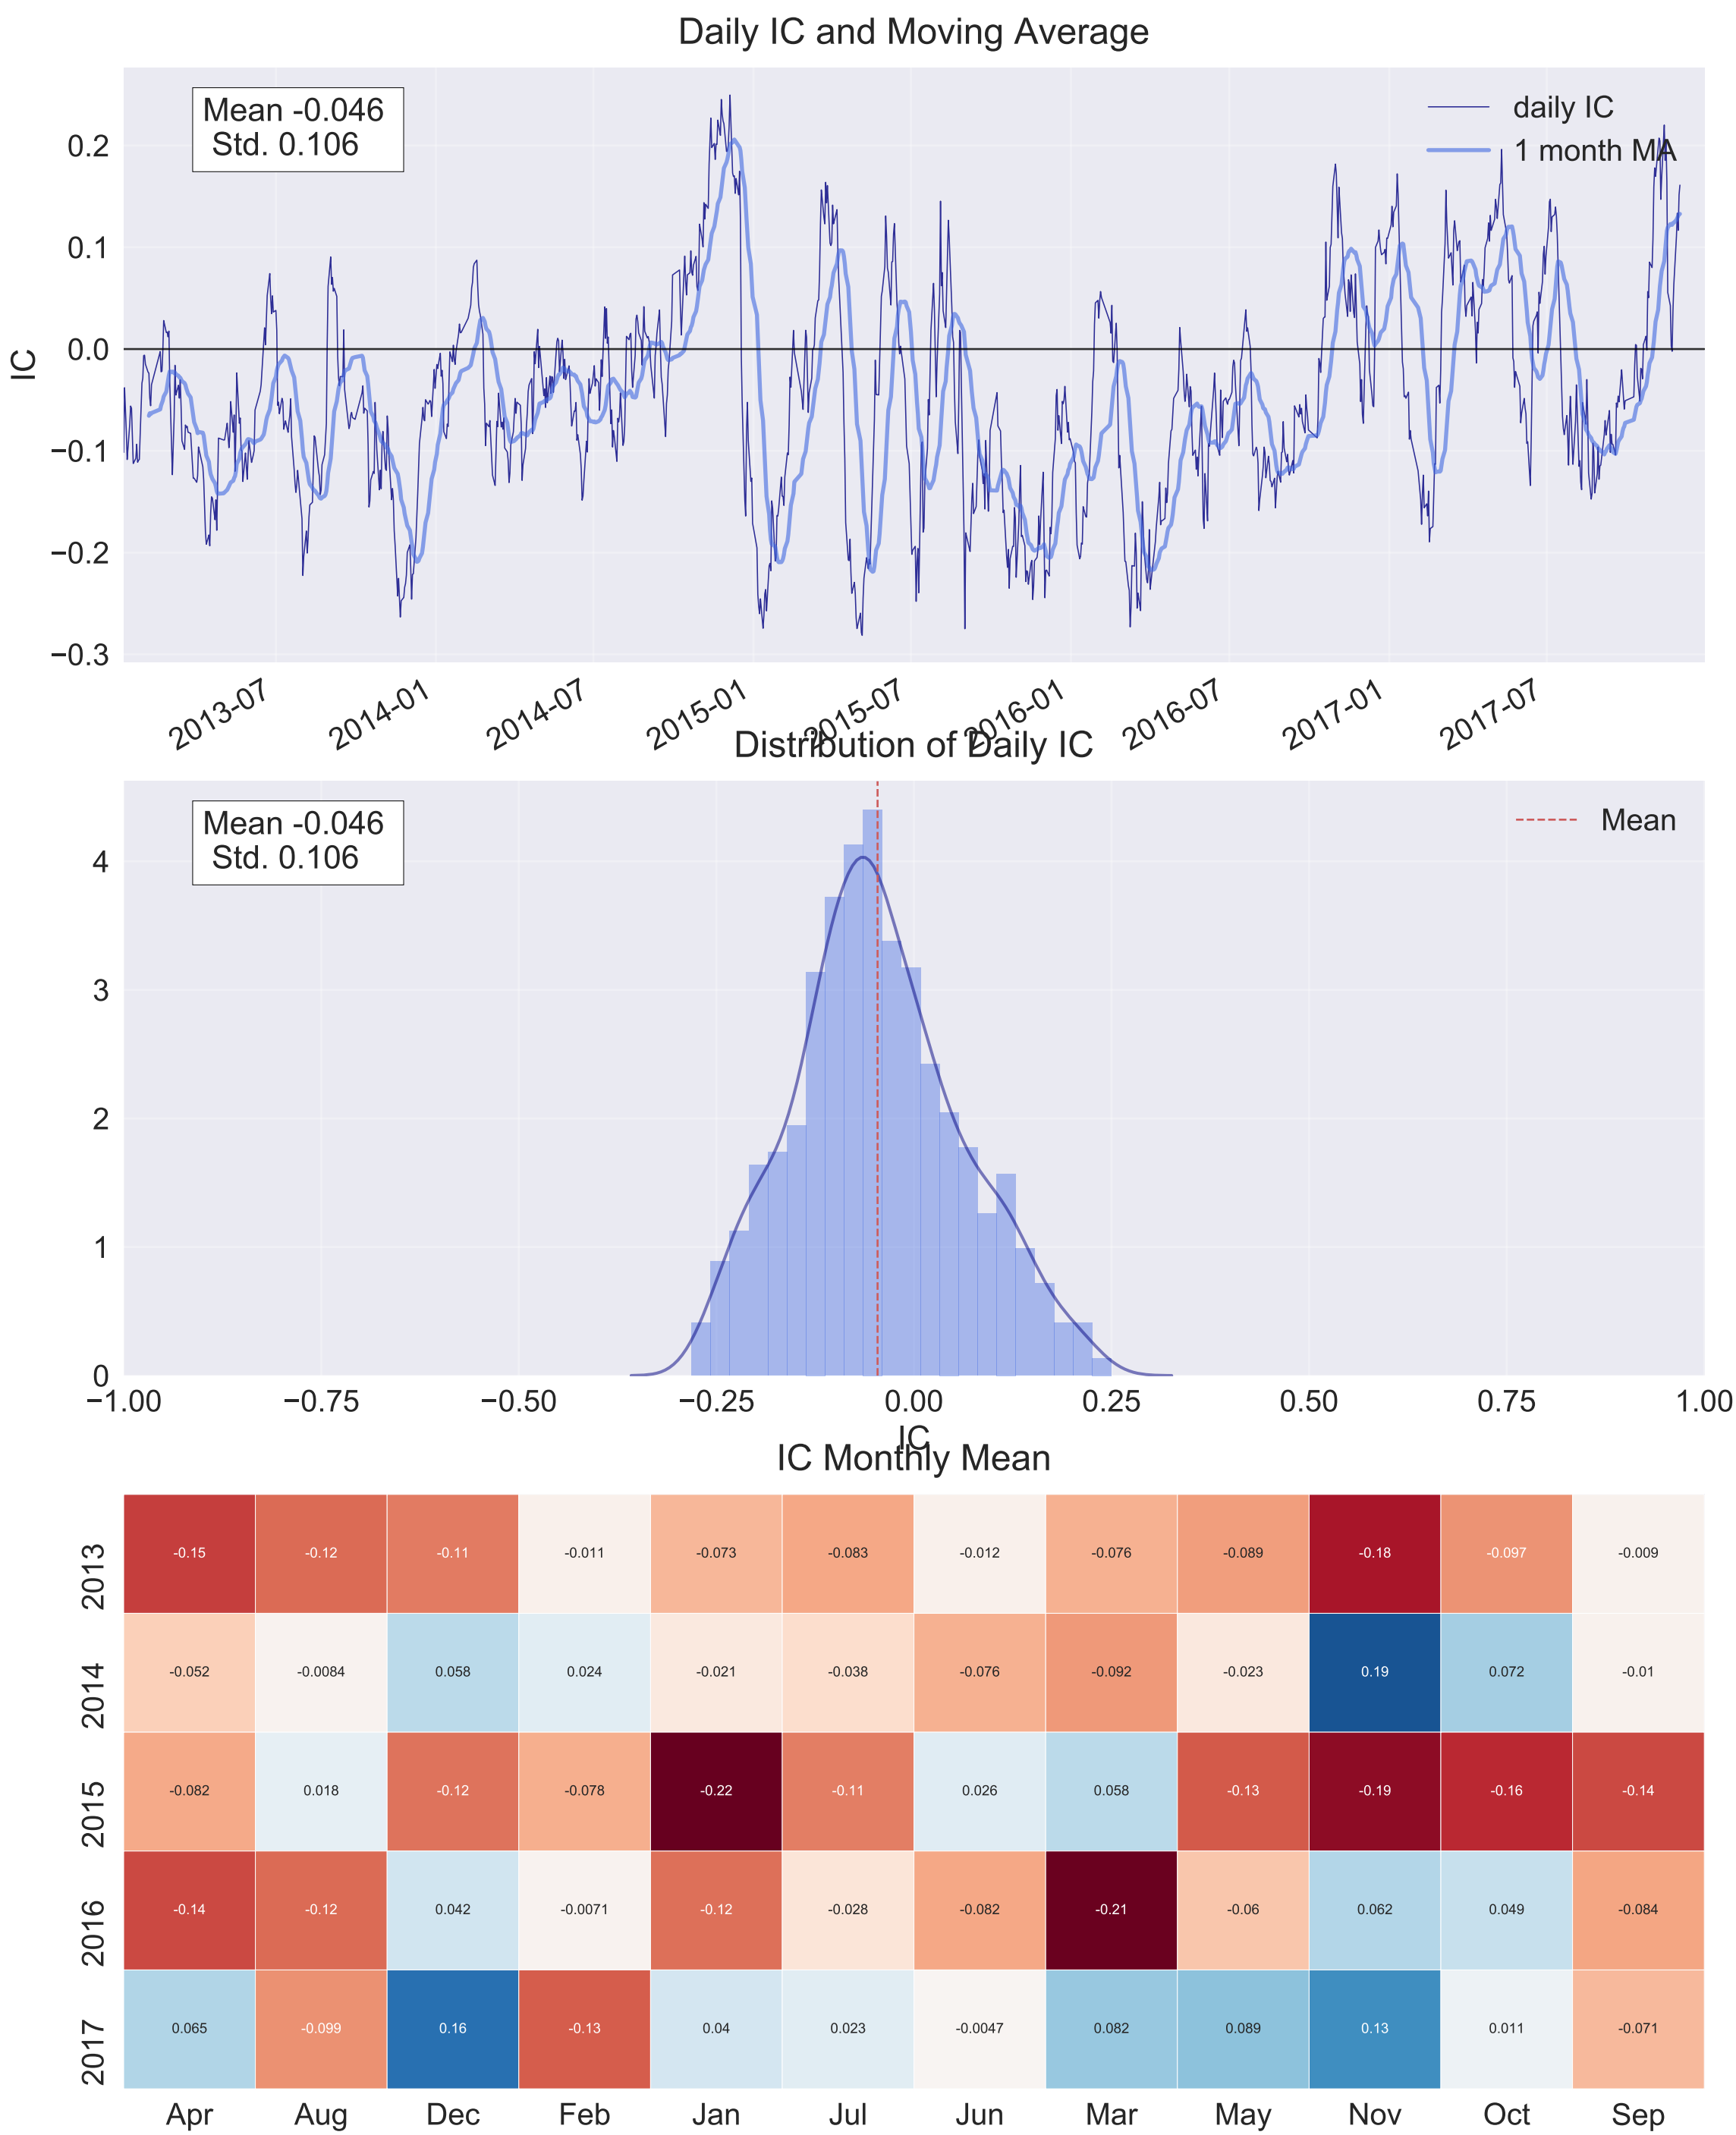 Daily IC and Moving Average
Mean -0.046
Std. 0.106
daily IC
1 month MA
0.2
0.1
0.0
−0.1
−0.2
−0.3
IC
2013-07 2014-01 2014-07 2015-01 2015-07 2016-01 2016-07 2017-01 2017-07
Distribution of Daily IC
Mean -0.046
Std. 0.106
Mean
4
3
2
1
0
−1.00 −0.75 −0.50 −0.25 0.00 0.25 0.50 0.75 1.00
IC
IC Monthly Mean
2013 -0.15 -0.12 -0.11 -0.011 -0.073 -0.083 -0.012 -0.076 -0.089 -0.18 -0.097 -0.009
2014 -0.052 -0.0084 0.058 0.024 -0.021 -0.038 -0.076 -0.092 -0.023 0.19 0.072 -0.01
2015 -0.082 0.018 -0.12 -0.078 -0.22 -0.11 0.026 0.058 -0.13 -0.19 -0.16 -0.14
2016 -0.14 -0.12 0.042 -0.0071 -0.12 -0.028 -0.082 -0.21 -0.06 0.062 0.049 -0.084
2017 0.065 -0.099 0.16 -0.13 0.04 0.023 -0.0047 0.082 0.089 0.13 0.011 -0.071
Apr Aug Dec Feb Jan Jul Jun Mar May Nov Oct Sep